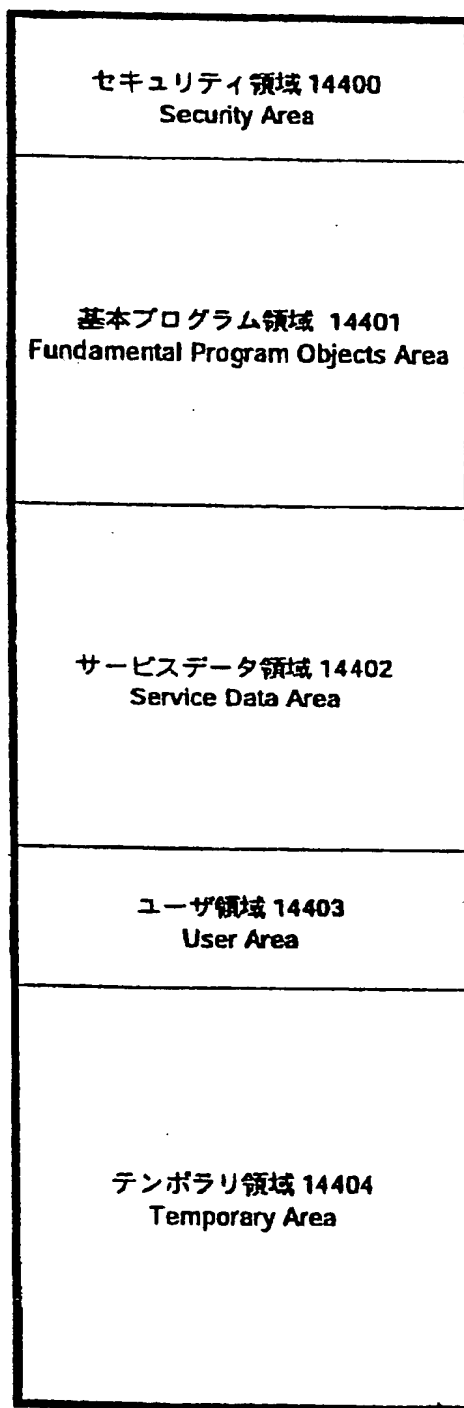 セキュリティ領域 14400
Security Area
基本プログラム領域 14401
Fundamental Program Objects Area
サービスデータ領域 14402
Service Data Area
ユーザ領域 14403
User Area
テンポラリ領域 14404
Temporary Area